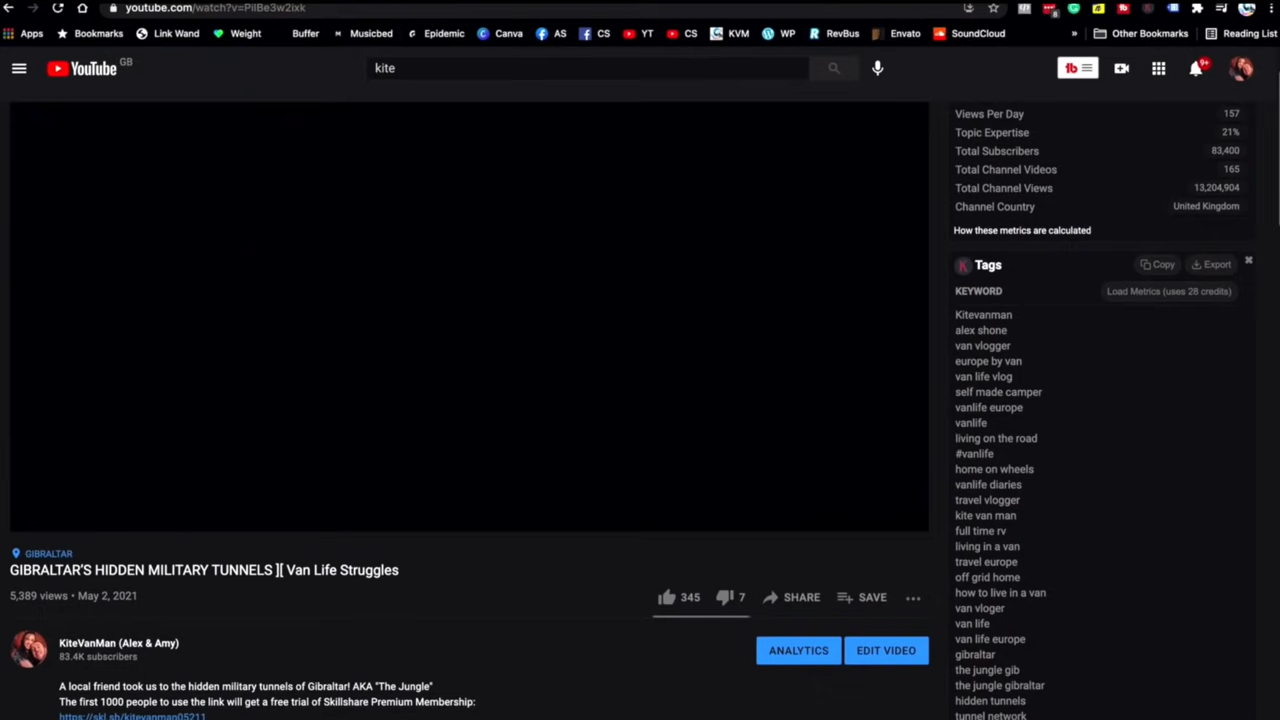 youtube.com/watch?v=PilBe3w2ixk
8
Apps Bookmarks Link Wand Weight Buffer Musicbed Epidemic Canva AS CS YT CS KVM WP RevBus Envato SoundCloud » Other Bookmarks Reading List
YouTube GB
kite
9+
Views Per Day 157
Topic Expertise 21%
Total Subscribers 83,400
Total Channel Videos 165
Total Channel Views 13,204,904
Channel Country United Kingdom
How these metrics are calculated
K Tags Copy Export
KEYWORD Load Metrics (uses 28 credits)
Kitevanman
alex shone
van vlogger
europe by van
van life vlog
self made camper
vanlife europe
vanlife
living on the road
#vanlife
home on wheels
vanlife diaries
travel vlogger
kite van man
full time rv
living in a van
travel europe
off grid home
how to live in a van
van vloger
van life
van life europe
gibraltar
the jungle gib
the jungle gibraltar
hidden tunnels
tunnel network
GIBRALTAR
GIBRALTAR'S HIDDEN MILITARY TUNNELS ][ Van Life Struggles
5,389 views • May 2, 2021
345 7 SHARE SAVE ...
KiteVanMan (Alex & Amy)
83.4K subscribers
ANALYTICS EDIT VIDEO
A local friend took us to the hidden military tunnels of Gibraltar! AKA "The Jungle"
The first 1000 people to use the link will get a free trial of Skillshare Premium Membership:
https://skl.sh/kitevanman05211